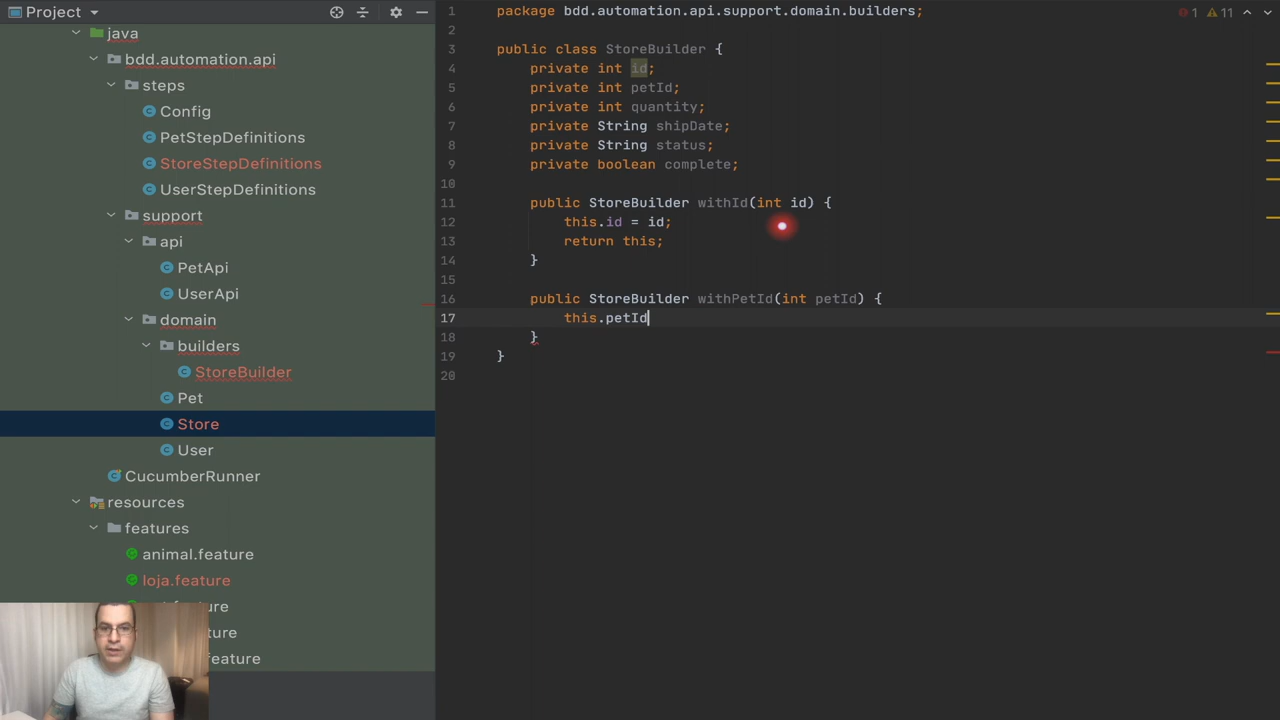 Project
java
bdd.automation.api
steps
Config
PetStepDefinitions
StoreStepDefinitions
UserStepDefinitions
support
api
PetApi
UserApi
domain
builders
StoreBuilder
Pet
Store
User
CucumberRunner
resources
features
animal.feature
loja.feature
1 package bdd.automation.api.support.domain.builders;
2
3 public class StoreBuilder {
4 private int id;
5 private int petId;
6 private int quantity;
7 private String shipDate;
8 private String status;
9 private boolean complete;
10
11 public StoreBuilder withId(int id) {
12 this.id = id;
13 return this;
14 }
15
16 public StoreBuilder withPetId(int petId) {
17 this.petId
18 }
19 }
20
1 11